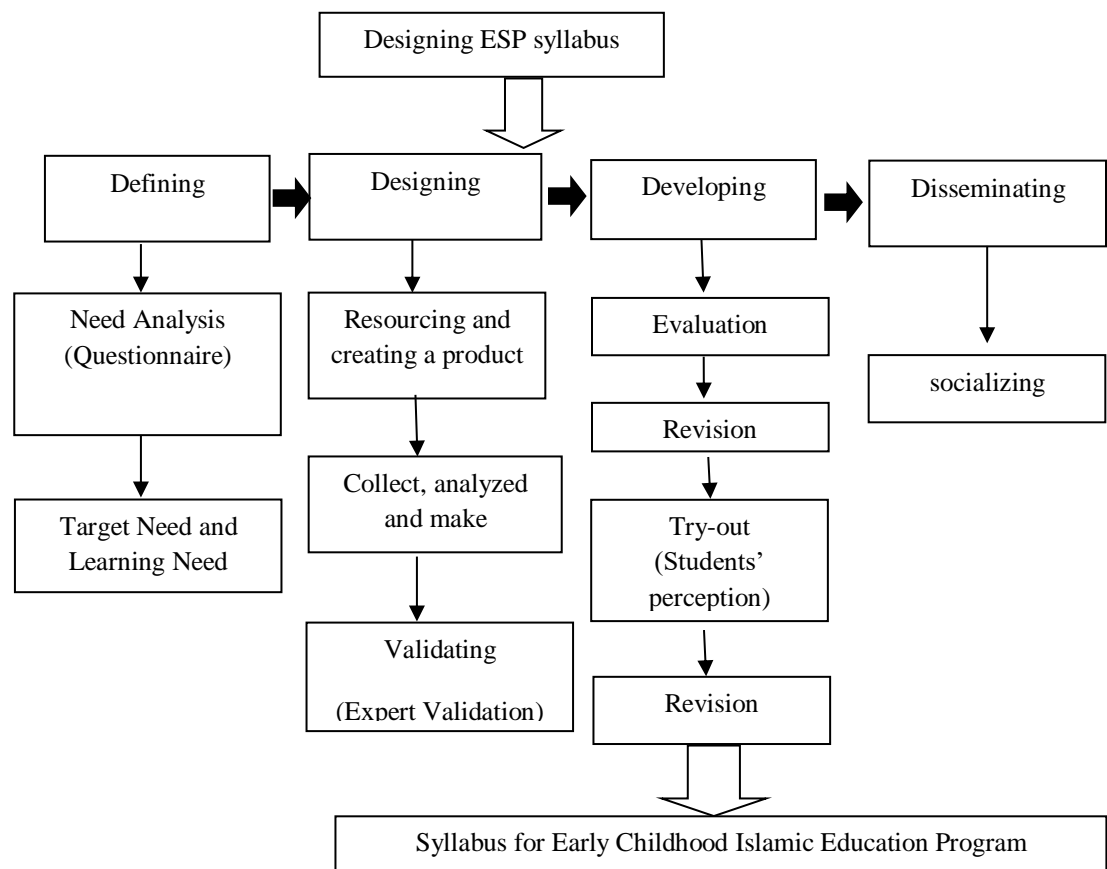 Designing ESP syllabus
Defining
Designing
Developing
Disseminating
Need Analysis
(Questionnaire)
Target Need and
Learning Need
Resourcing and
creating a product
Collect, analyzed
and make
Validating
(Expert Validation)
Evaluation
Revision
Try-out
(Students’
perception)
Revision
socializing
Syllabus for Early Childhood Islamic Education Program